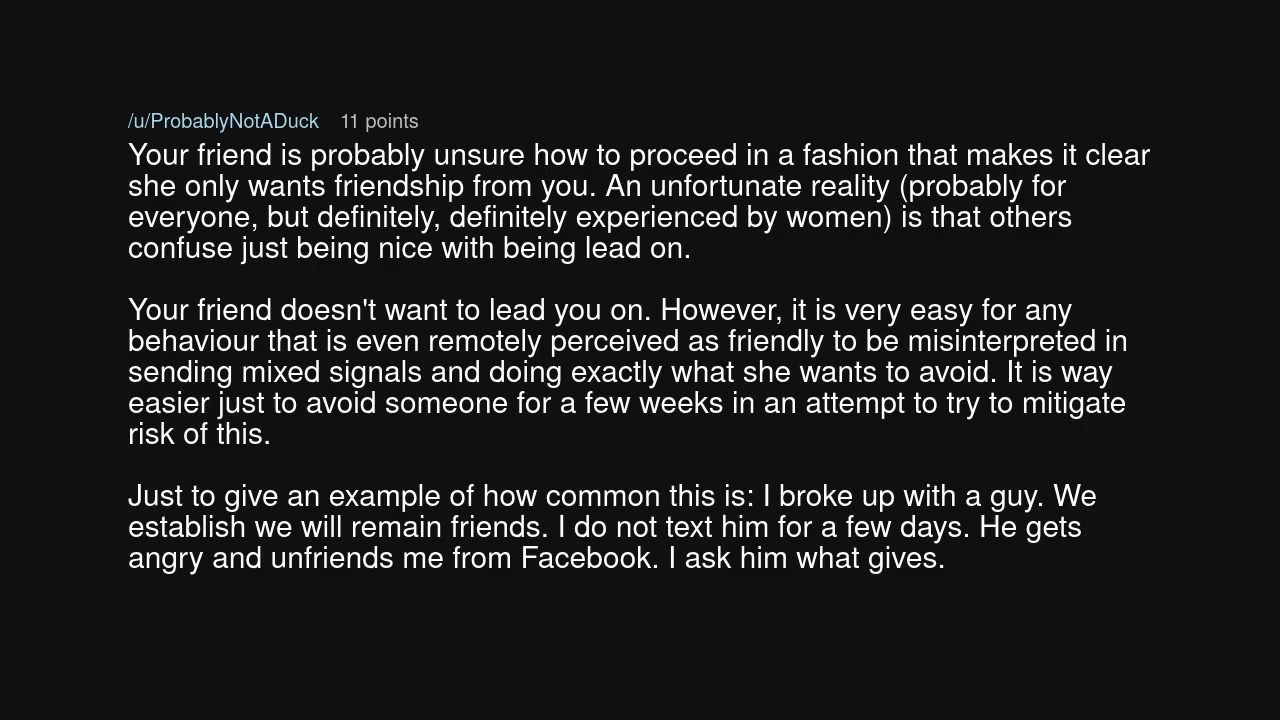 /u/ProbablyNotADuck 11 points
Your friend is probably unsure how to proceed in a fashion that makes it clear
she only wants friendship from you. An unfortunate reality (probably for
everyone, but definitely, definitely experienced by women) is that others
confuse just being nice with being lead on.
Your friend doesn't want to lead you on. However, it is very easy for any
behaviour that is even remotely perceived as friendly to be misinterpreted in
sending mixed signals and doing exactly what she wants to avoid. It is way
easier just to avoid someone for a few weeks in an attempt to try to mitigate
risk of this.
Just to give an example of how common this is: I broke up with a guy. We
establish we will remain friends. I do not text him for a few days. He gets
angry and unfriends me from Facebook. I ask him what gives.